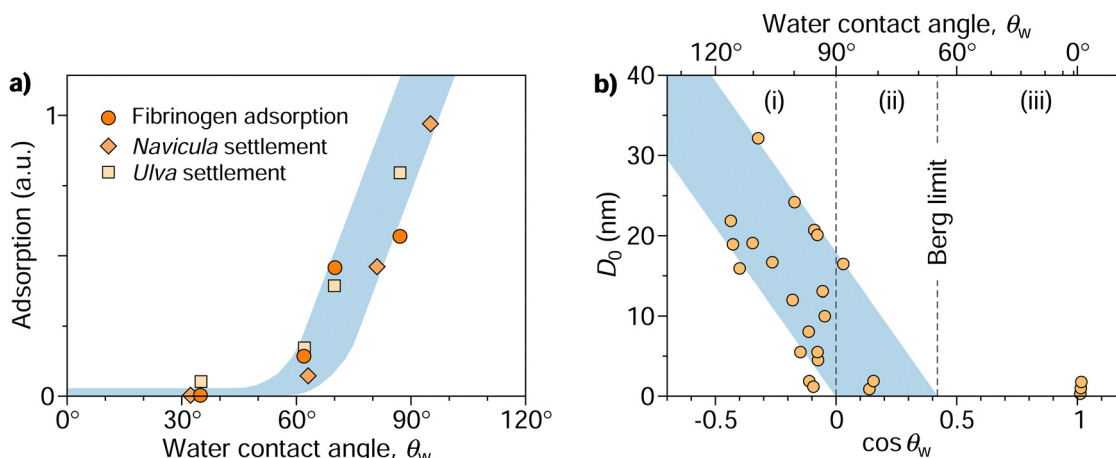 a)
Adsorption (a.u.)
1
0
Fibrinogen adsorption
Navicula settlement
Ulva settlement
0° 30° 60° 90° 120°
Water contact angle, θw
b)
Water contact angle, θw
120° 90° 60° 0°
D0 (nm)
40
30
20
10
0
(i) (ii) (iii)
Berg limit
-0.5 0 0.5 1
cos θw